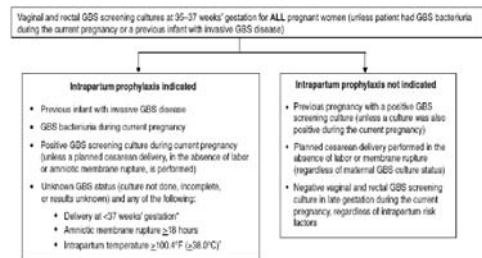 Vaginal and rectal GBS screening cultures at 35–37 weeks' gestation for ALL pregnant women (unless patient had GBS bacteriuria
during the current pregnancy or a previous infant with invasive GBS disease)
Intrapartum prophylaxis indicated
• Previous infant with invasive GBS disease
• GBS bacteriuria during current pregnancy
• Positive GBS screening culture during current pregnancy
(unless a planned cesarean delivery, in the absence of labor
or amniotic membrane rupture, is performed)
• Unknown GBS status (culture not done, incomplete,
or results unknown) and any of the following:
• Delivery at <37 weeks' gestation*
• Amniotic membrane rupture ≥18 hours
• Intrapartum temperature ≥100.4°F (≥38.0°C)†
Intrapartum prophylaxis not indicated
• Previous pregnancy with a positive GBS
screening culture (unless a culture was also
positive during the current pregnancy)
• Planned cesarean delivery performed in
the absence of labor or membrane rupture
(regardless of maternal GBS culture status)
• Negative vaginal and rectal GBS screening
culture in late gestation during the current
pregnancy, regardless of intrapartum risk
factors